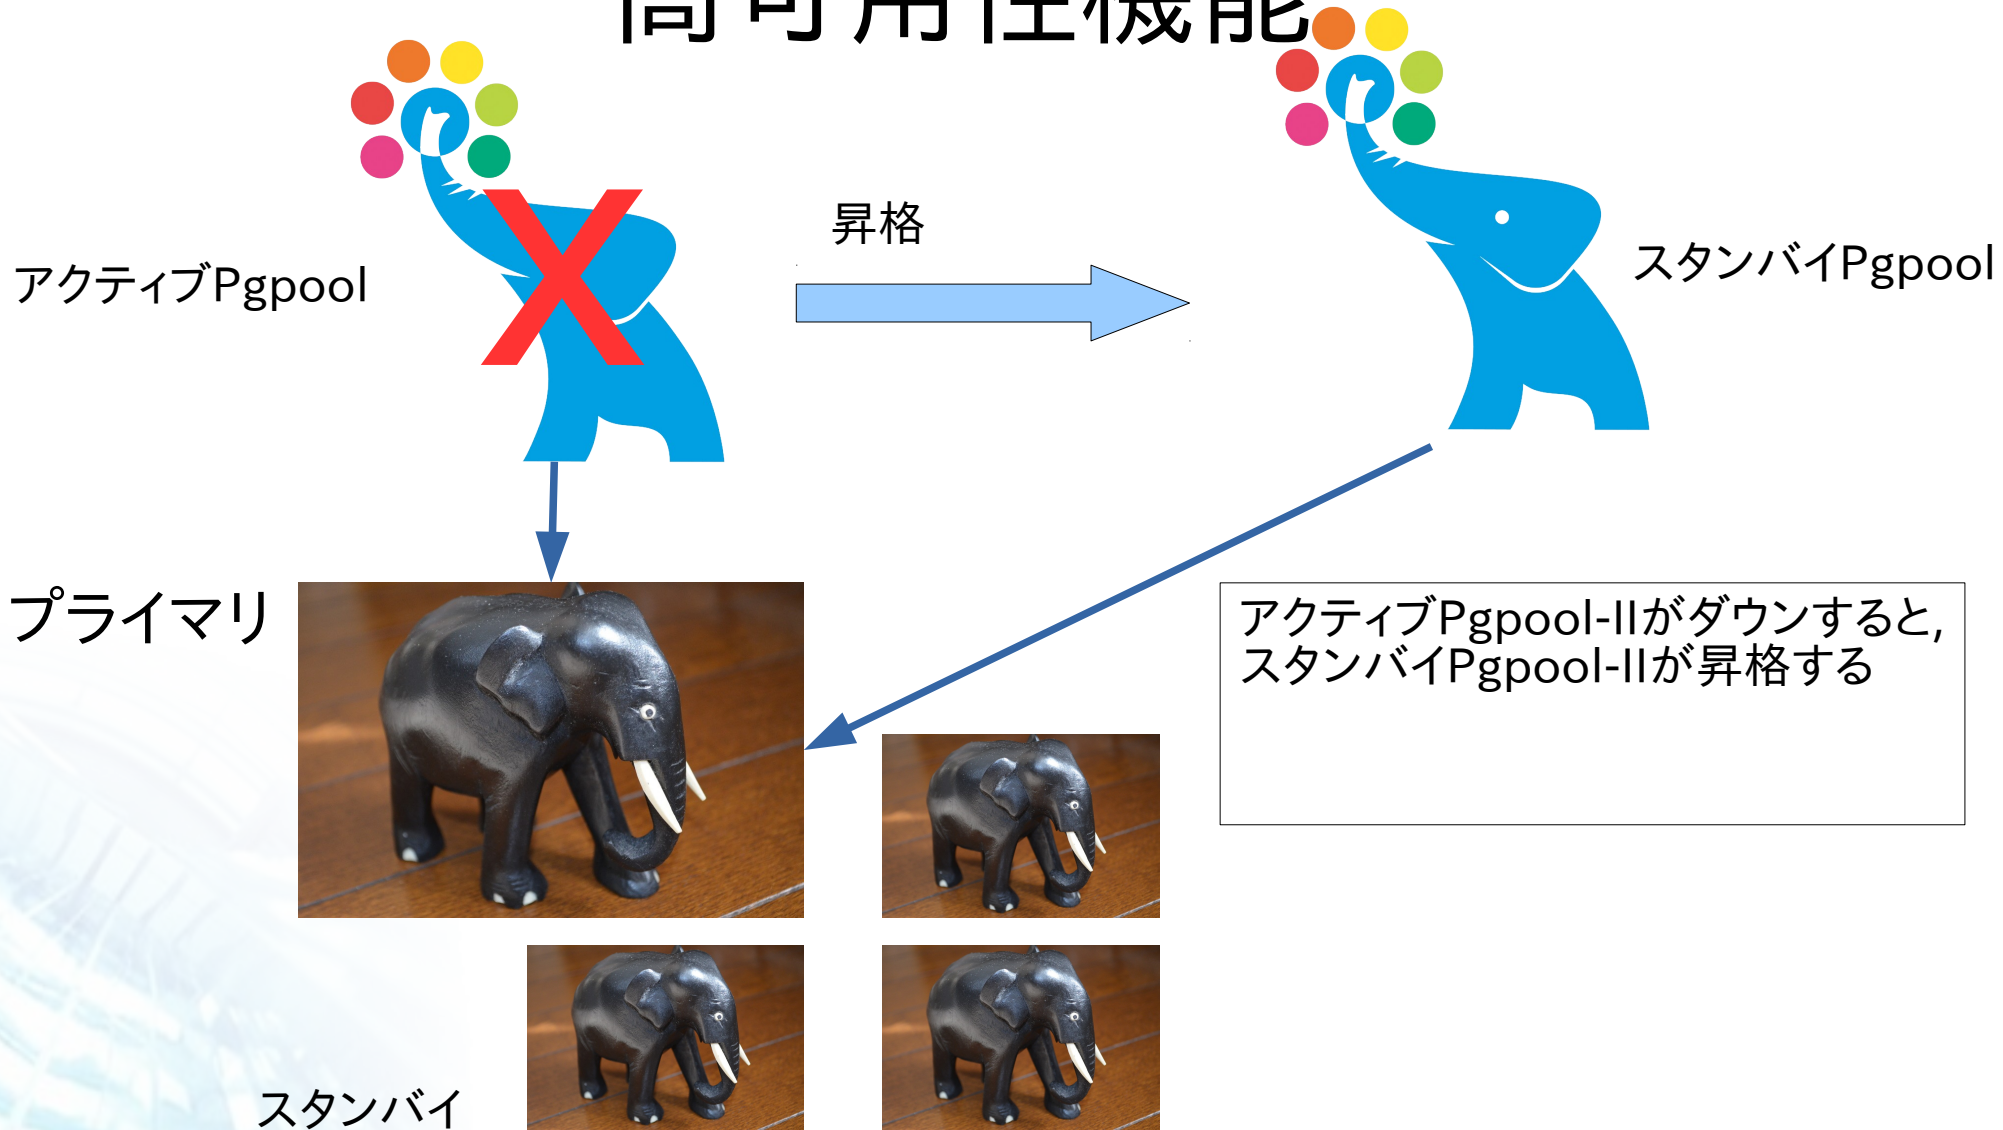 高可用性機能
昇格
アクティブPgpool
スタンバイPgpool
プライマリ
アクティブPgpool-IIがダウンすると,
スタンバイPgpool-IIが昇格する
スタンバイ